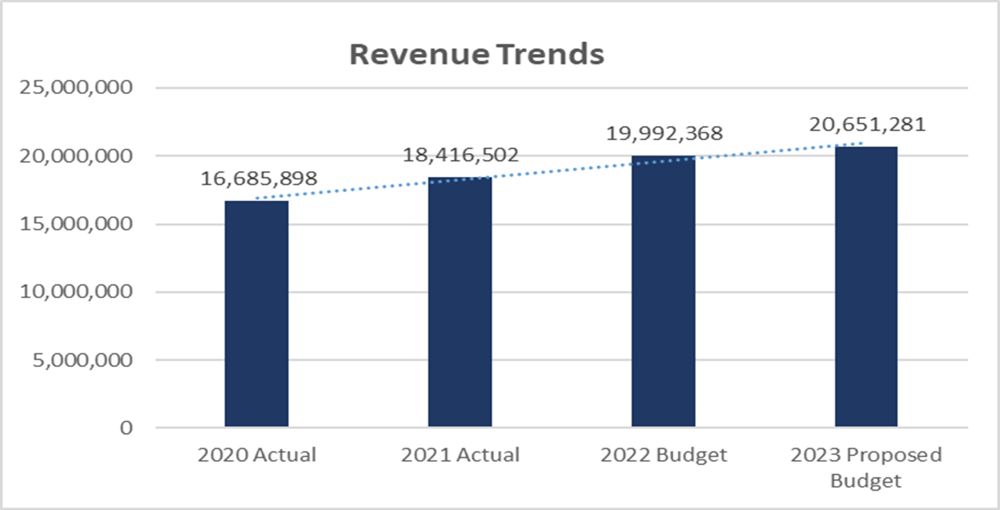 Revenue Trends
25,000,000
20,000,000
15,000,000
10,000,000
5,000,000
0
16,685,898
18,416,502
19,992,368
20,651,281
2020 Actual
2021 Actual
2022 Budget
2023 Proposed
Budget